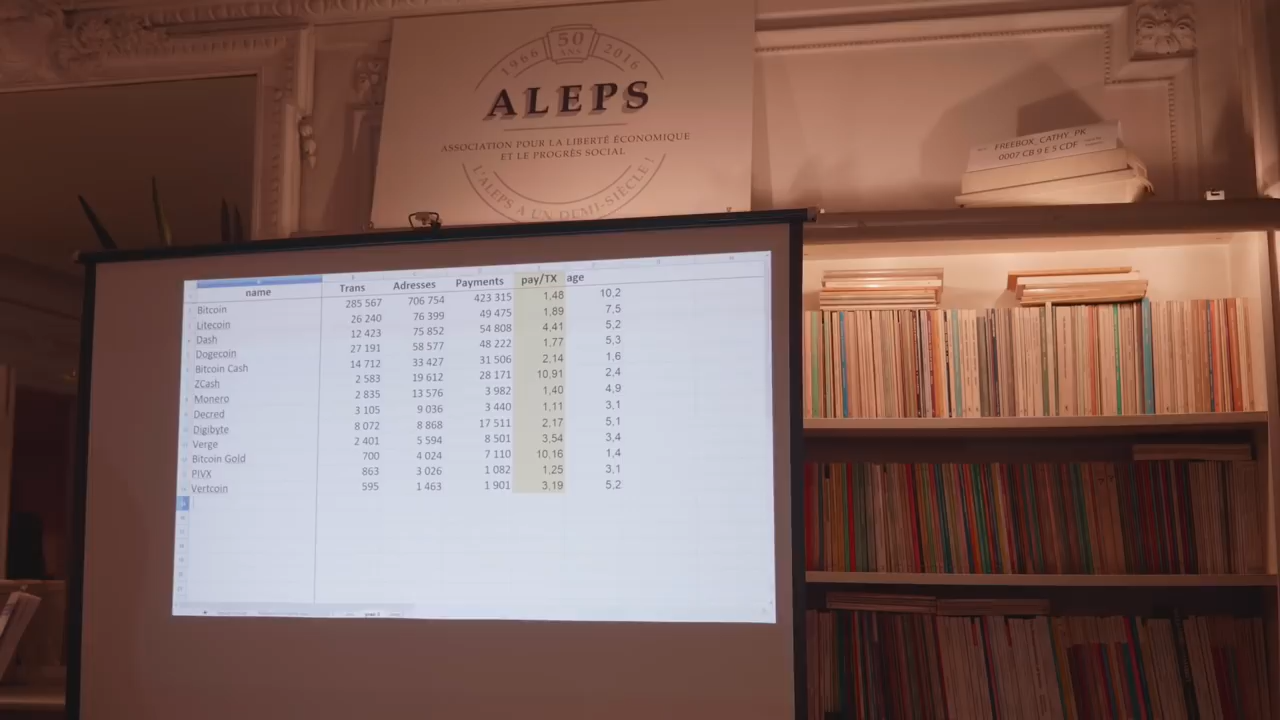 1966 50 ANS 2016
ALEPS
ASSOCIATION POUR LA LIBERTÉ ÉCONOMIQUE
ET LE PROGRÈS SOCIAL
L'ALEPS A UN DEMI-SIÈCLE !
FREEBOX_CATHY_PK
0007 CB 9 E 5 CDF
name Trans Adresses Payments pay/TX age
Bitcoin 285 567 706 754 423 315 1,48 10,2
Litecoin 26 240 76 399 49 475 1,89 7,5
Dash 12 423 75 852 54 808 4,41 5,2
Dogecoin 27 191 58 577 48 222 1,77 5,3
Bitcoin Cash 14 712 33 427 31 506 2,14 1,6
ZCash 2 583 19 612 28 171 10,91 2,4
Monero 2 835 13 576 3 982 1,40 4,9
Decred 3 105 9 036 3 440 1,11 3,1
Digibyte 8 072 8 868 17 511 2,17 5,1
Verge 2 401 5 594 8 501 3,54 3,4
Bitcoin Gold 700 4 024 7 110 10,16 1,4
PIVX 863 3 026 1 082 1,25 3,1
Vertcoin 595 1 463 1 901 3,19 5,2